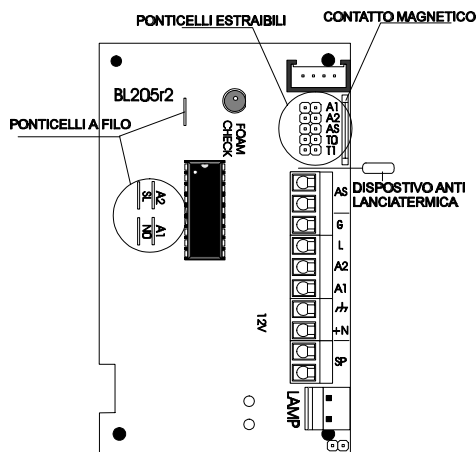 PONTICELLI ESTRAIBILI
CONTATTO MAGNETICO
BL205r2
PONTICELLI A FILO
FOAM
CHECK
A1
A2
AS
T0
T1
DISPOSTIVO ANTI
LANCIATERMICA
A2
SL
A1
NO
AS
G
L
A2
A1
+N
SP
12V
LAMP